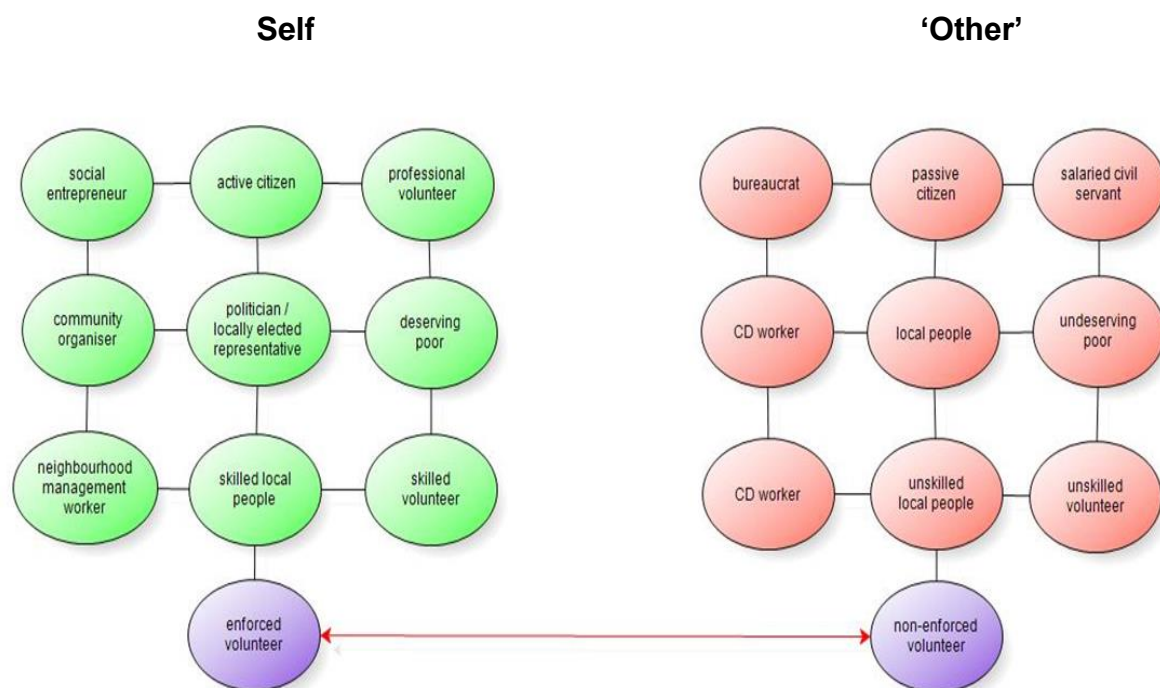 Self
‘Other’
social
entrepreneur
active citizen
professional
volunteer
community
organiser
politician /
locally elected
representative
deserving
poor
neighbourhood
management
worker
skilled local
people
skilled
volunteer
enforced
volunteer
bureaucrat
passive
citizen
salaried civil
servant
CD worker
local people
undeserving
poor
CD worker
unskilled
local people
unskilled
volunteer
non-enforced
volunteer